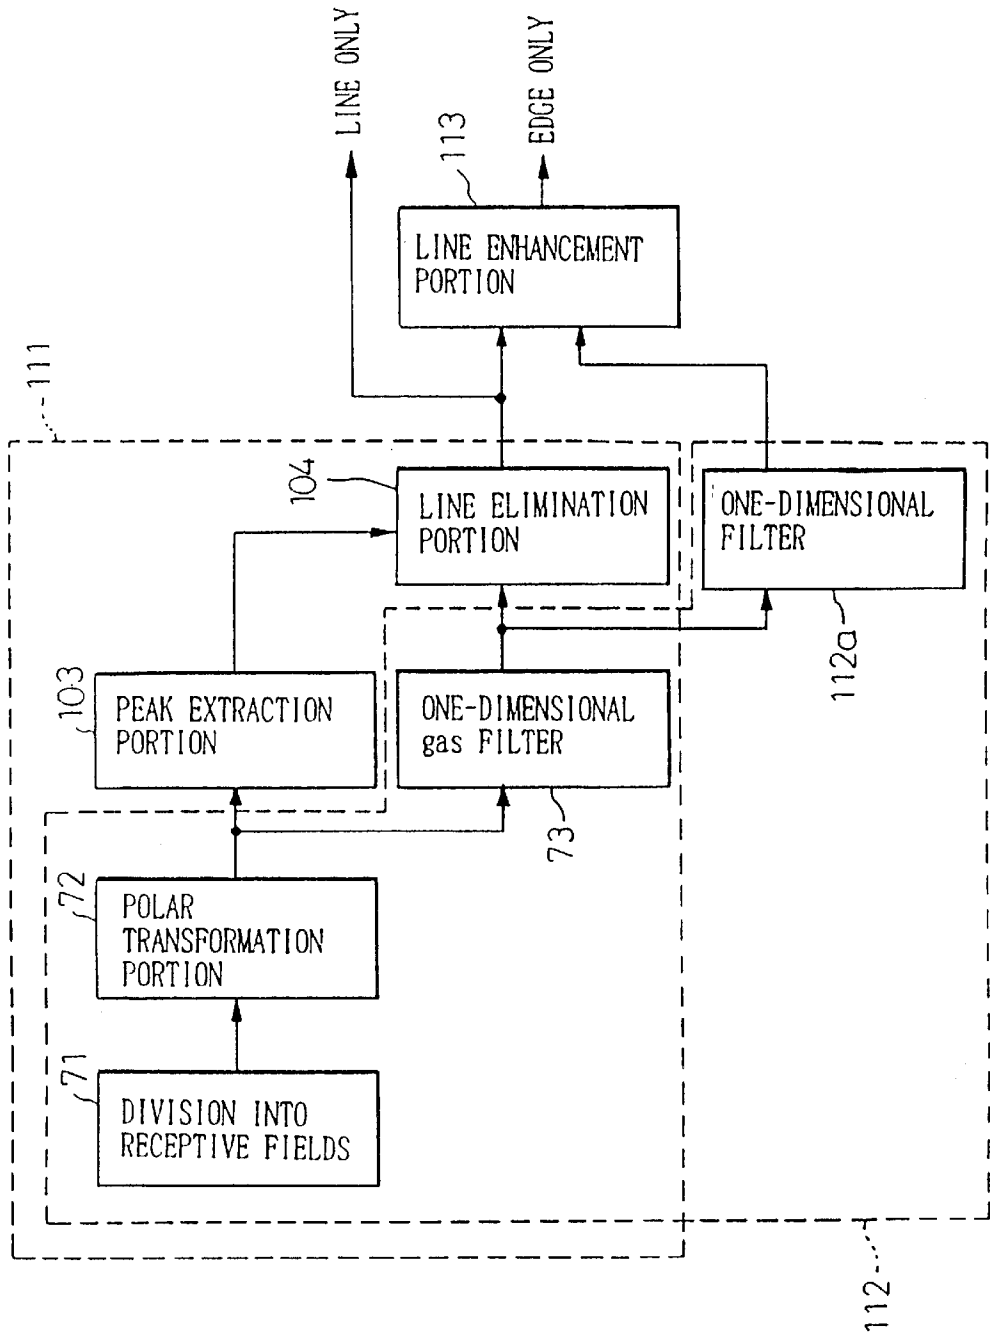 LINE ONLY
EDGE ONLY
113
LINE ENHANCEMENT
PORTION
111
104
LINE ELIMINATION
PORTION
ONE-DIMENSIONAL
FILTER
112a
103
PEAK EXTRACTION
PORTION
ONE-DIMENSIONAL
gas FILTER
73
72
POLAR
TRANSFORMATION
PORTION
71
DIVISION INTO
RECEPTIVE FIELDS
112